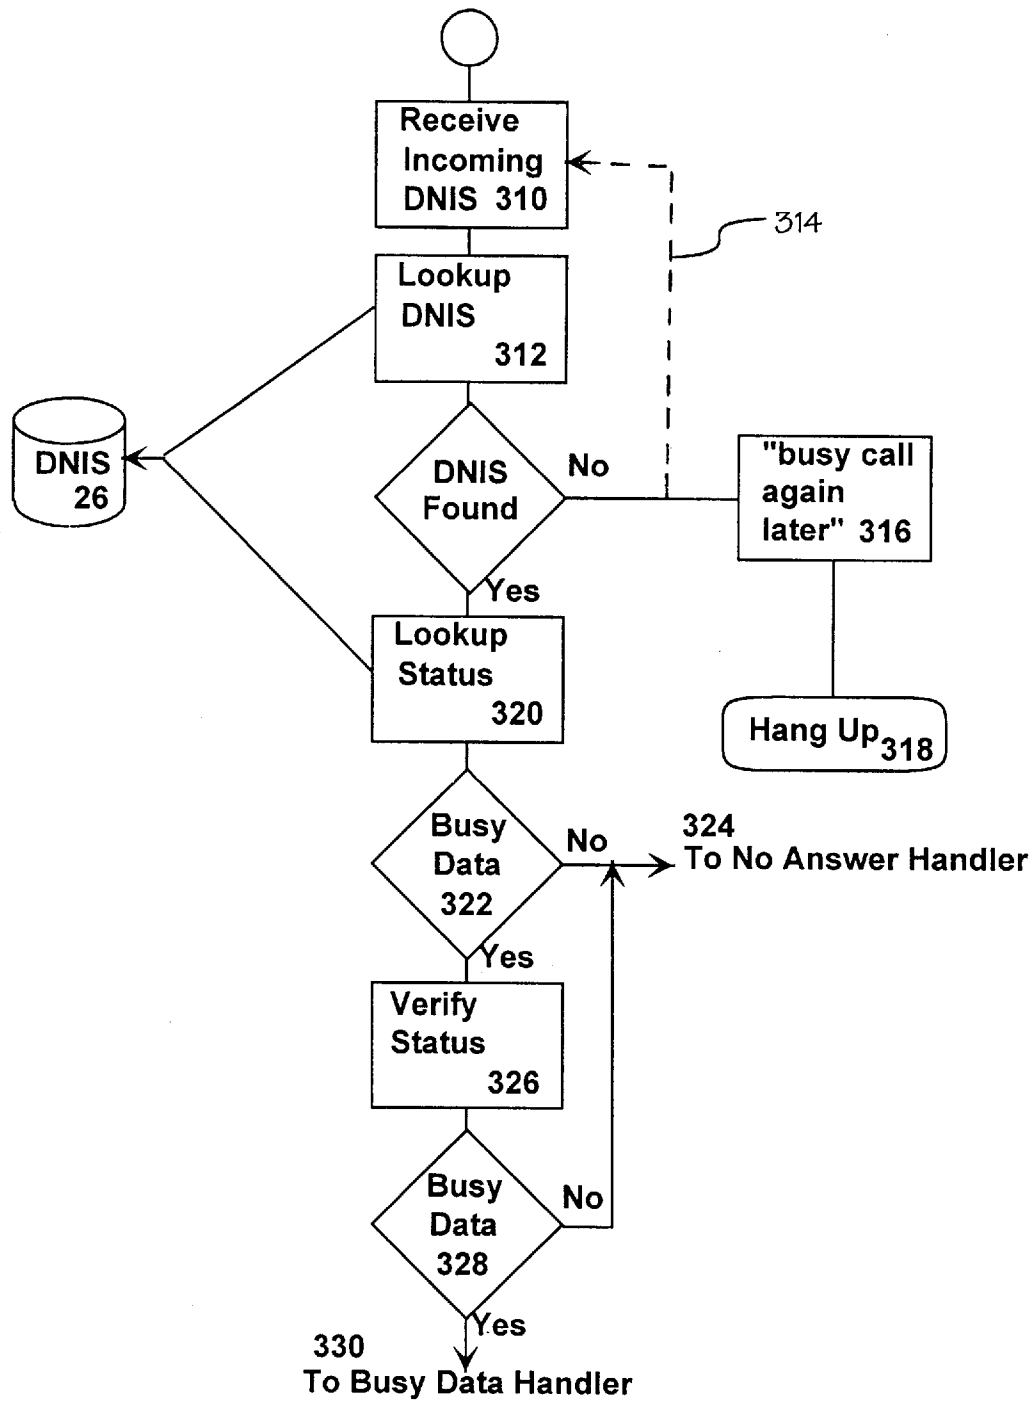 Receive
Incoming
DNIS 310
314
Lookup
DNIS
312
DNIS
26
DNIS
Found
No
"busy call
again
later" 316
Yes
Lookup
Status
320
Hang Up 318
Busy
Data
322
No
324
To No Answer Handler
Yes
Verify
Status
326
Busy
Data
328
No
Yes
330
To Busy Data Handler